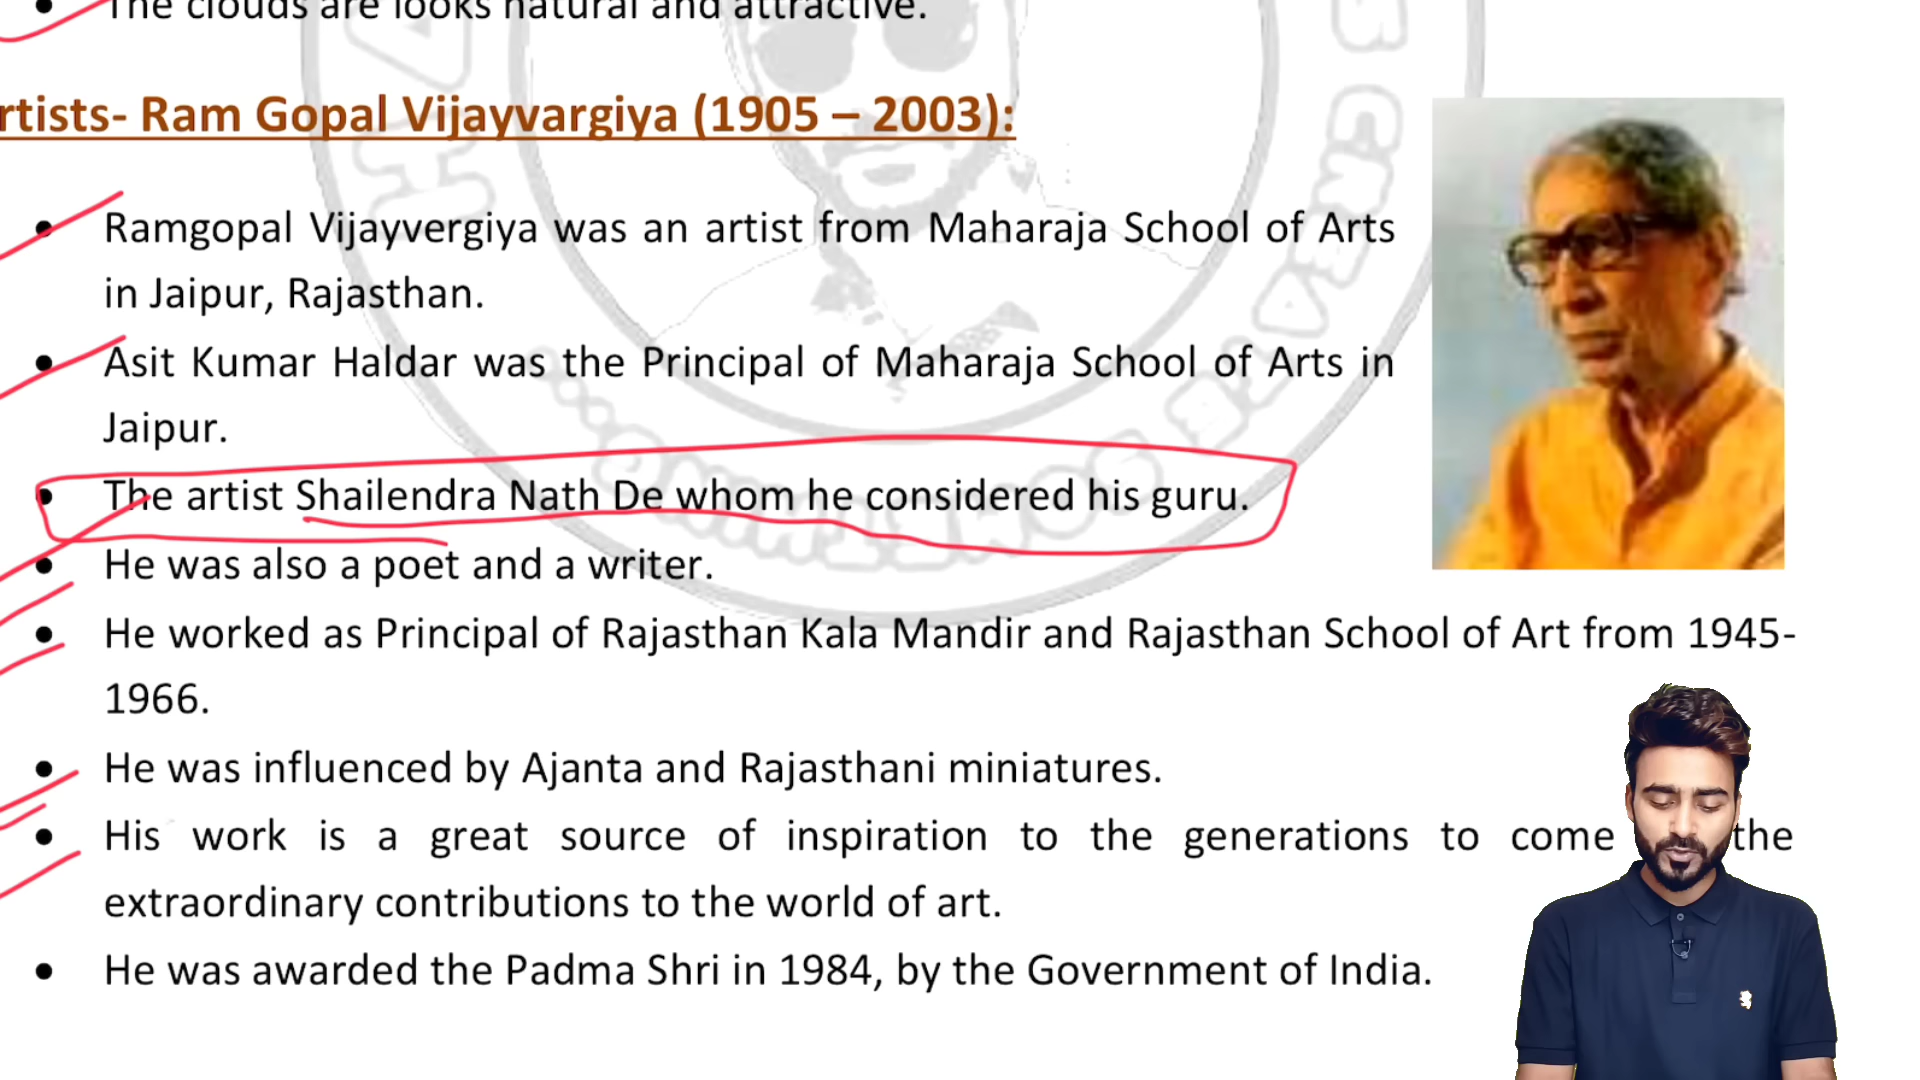 The clouds are looks natural and attractive.
rtists- Ram Gopal Vijayvargiya (1905 – 2003):
• Ramgopal Vijayvergiya was an artist from Maharaja School of Arts
in Jaipur, Rajasthan.
• Asit Kumar Haldar was the Principal of Maharaja School of Arts in
Jaipur.
• The artist Shailendra Nath De whom he considered his guru.
• He was also a poet and a writer.
• He worked as Principal of Rajasthan Kala Mandir and Rajasthan School of Art from 1945-
1966.
• He was influenced by Ajanta and Rajasthani miniatures.
• His work is a great source of inspiration to the generations to come the
extraordinary contributions to the world of art.
• He was awarded the Padma Shri in 1984, by the Government of India.